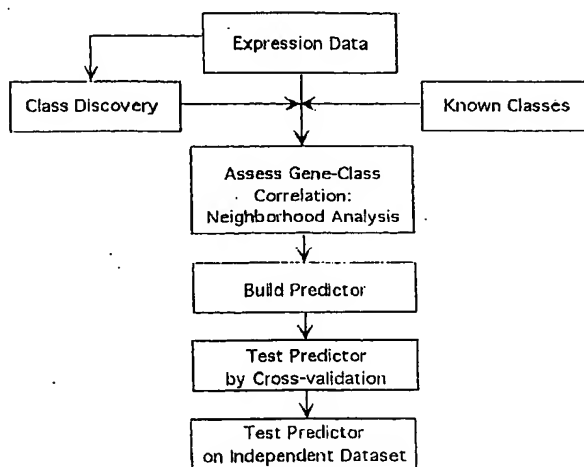 Expression Data
Class Discovery
Known Classes
Assess Gene-Class
Correlation:
Neighborhood Analysis
Build Predictor
Test Predictor
by Cross-validation
Test Predictor
on Independent Dataset